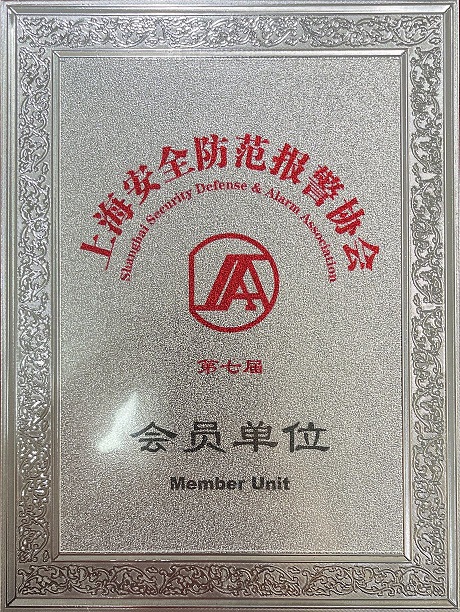 上海安全防范报警协会
Shanghai Security Defense & Alarm Association
第七届
会员单位
Member Unit